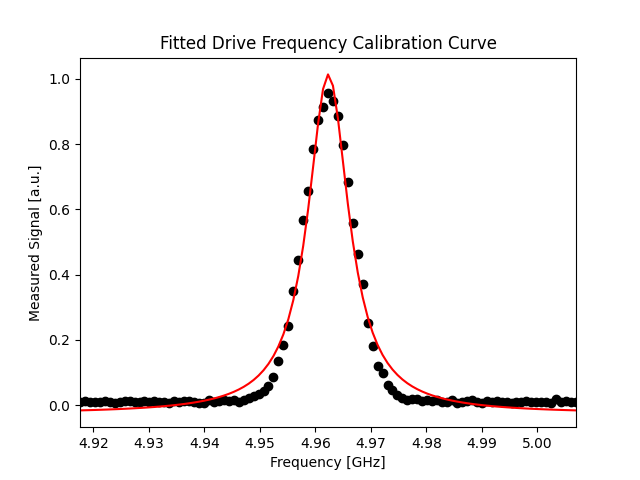 Fitted Drive Frequency Calibration Curve
1.0
0.8
0.6
0.4
0.2
0.0
Measured Signal [a.u.]
4.92 4.93 4.94 4.95 4.96 4.97 4.98 4.99 5.00
Frequency [GHz]